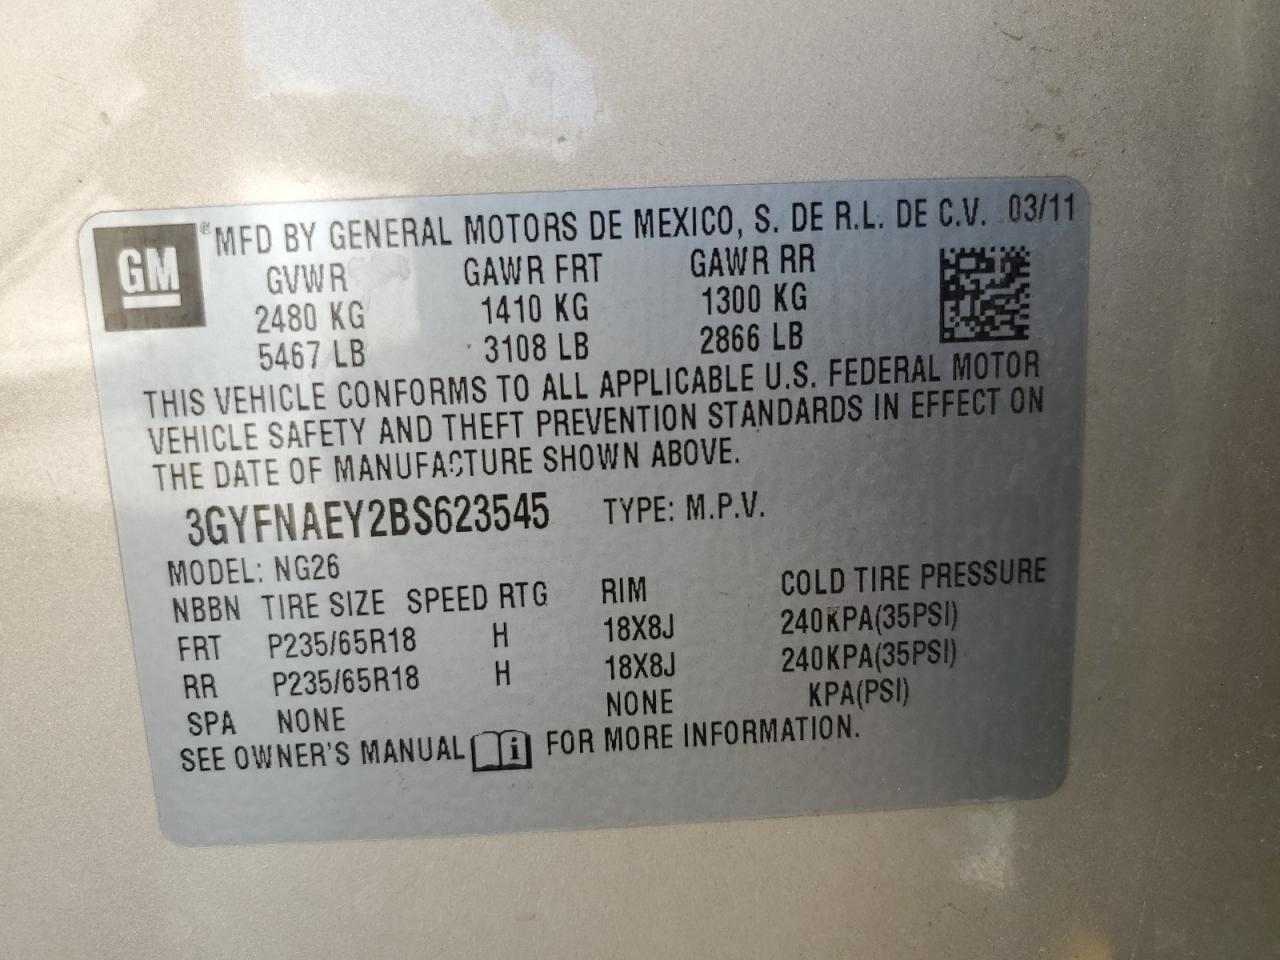 GM ® MFD BY GENERAL MOTORS DE MEXICO, S. DE R.L. DE C.V. 03/11
GVWR GAWR FRT GAWR RR
2480 KG 1410 KG 1300 KG
5467 LB 3108 LB 2866 LB
THIS VEHICLE CONFORMS TO ALL APPLICABLE U.S. FEDERAL MOTOR
VEHICLE SAFETY AND THEFT PREVENTION STANDARDS IN EFFECT ON
THE DATE OF MANUFACTURE SHOWN ABOVE.
3GYFNAEY2BS623545 TYPE: M.P.V.
MODEL: NG26
NBBN TIRE SIZE SPEED RTG RIM COLD TIRE PRESSURE
FRT P235/65R18 H 18X8J 240KPA(35PSI)
RR P235/65R18 H 18X8J 240KPA(35PSI)
SPA NONE NONE KPA(PSI)
SEE OWNER'S MANUAL i FOR MORE INFORMATION.